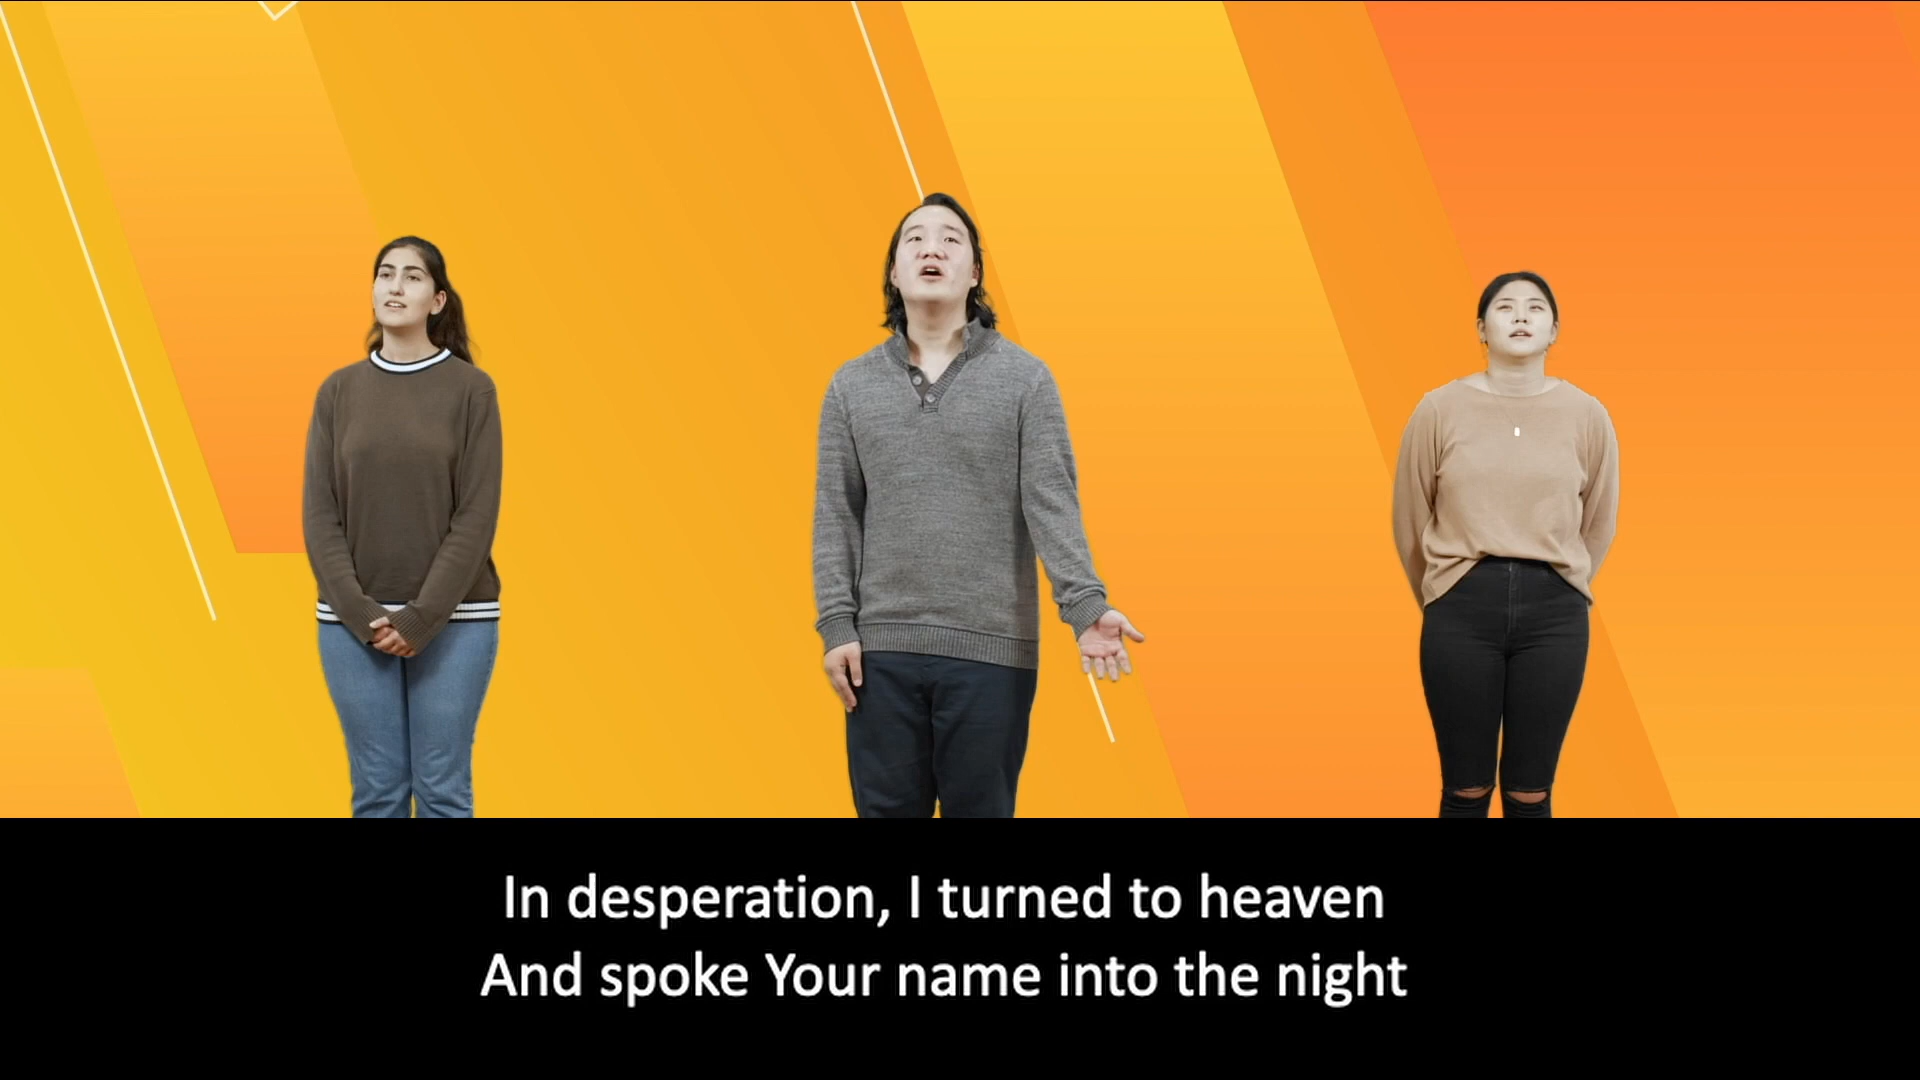 In desperation, I turned to heaven
And spoke Your name into the night